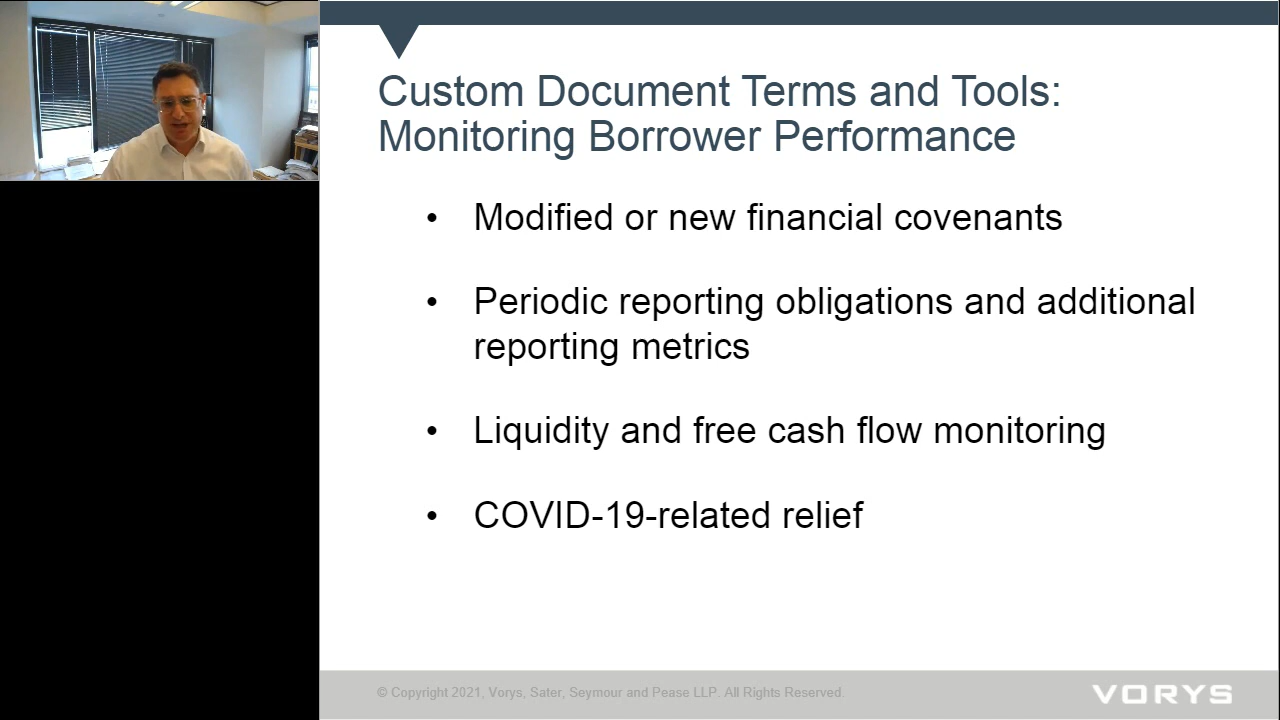 Custom Document Terms and Tools:
Monitoring Borrower Performance
• Modified or new financial covenants
• Periodic reporting obligations and additional
reporting metrics
• Liquidity and free cash flow monitoring
• COVID-19-related relief
© Copyright 2021, Vorys, Sater, Seymour and Pease LLP. All Rights Reserved.
VORYS